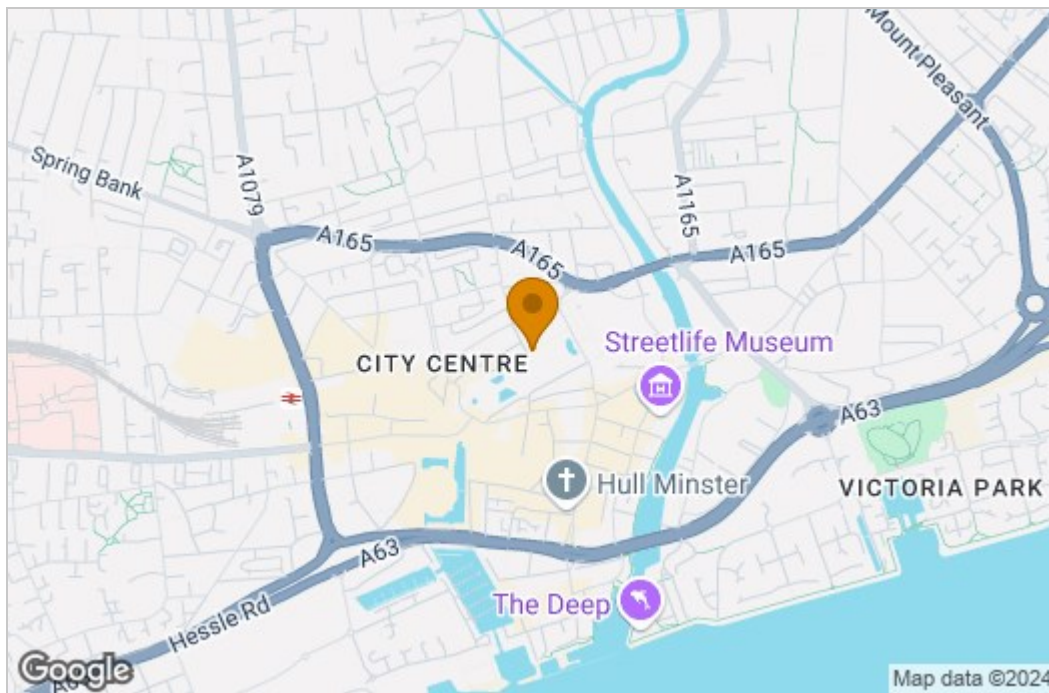 Mount Pleasant
Spring Bank
A1079
A1165
A165
A165
A165
Streetlife Museum
CITY CENTRE
A63
Hull Minster
VICTORIA PARK
A63
The Deep
Hessle Rd
Google
Map data ©2024